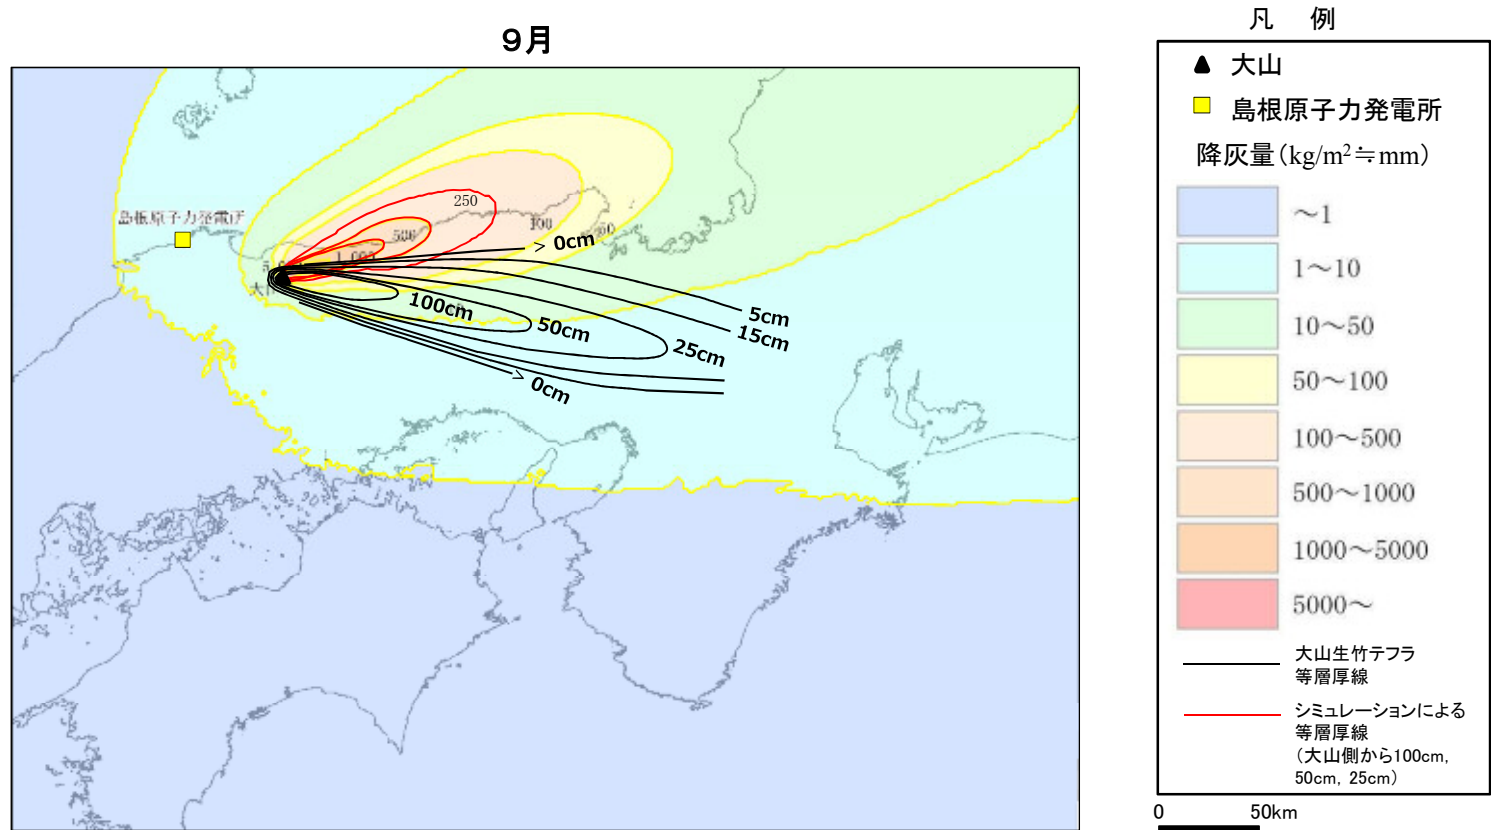 9月
凡 例
大山
島根原子力発電所
降灰量(kg/m²≒mm)
～1
1～10
10～50
50～100
100～500
500～1000
1000～5000
5000～
大山生竹テフラ
等層厚線
シミュレーションによる
等層厚線
(大山側から100cm,
50cm, 25cm)
0 50km
島根原子力発電所
250
100
500
1,000
> 0cm
5cm
15cm
25cm
50cm
100cm
> 0cm